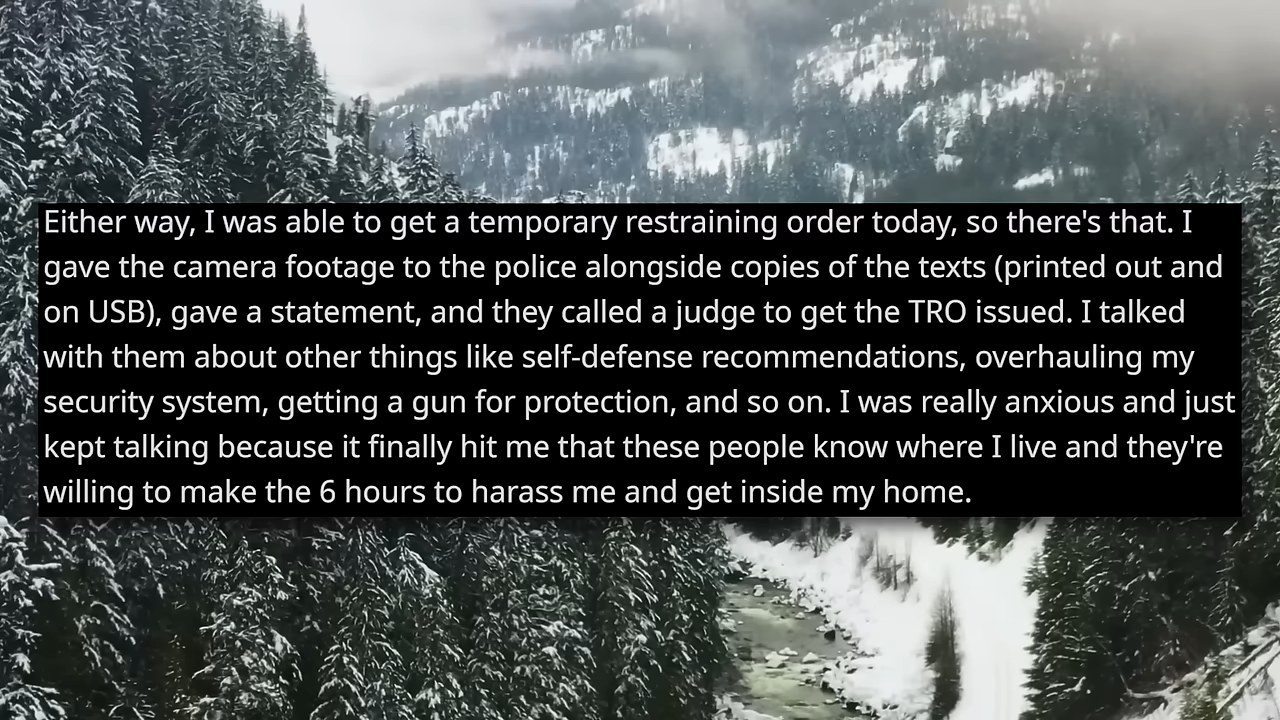 Either way, I was able to get a temporary restraining order today, so there's that. I
gave the camera footage to the police alongside copies of the texts (printed out and
on USB), gave a statement, and they called a judge to get the TRO issued. I talked
with them about other things like self-defense recommendations, overhauling my
security system, getting a gun for protection, and so on. I was really anxious and just
kept talking because it finally hit me that these people know where I live and they're
willing to make the 6 hours to harass me and get inside my home.